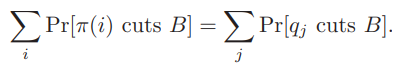 ∑_i Pr[π(i) cuts B] = ∑_j Pr[q_j cuts B].